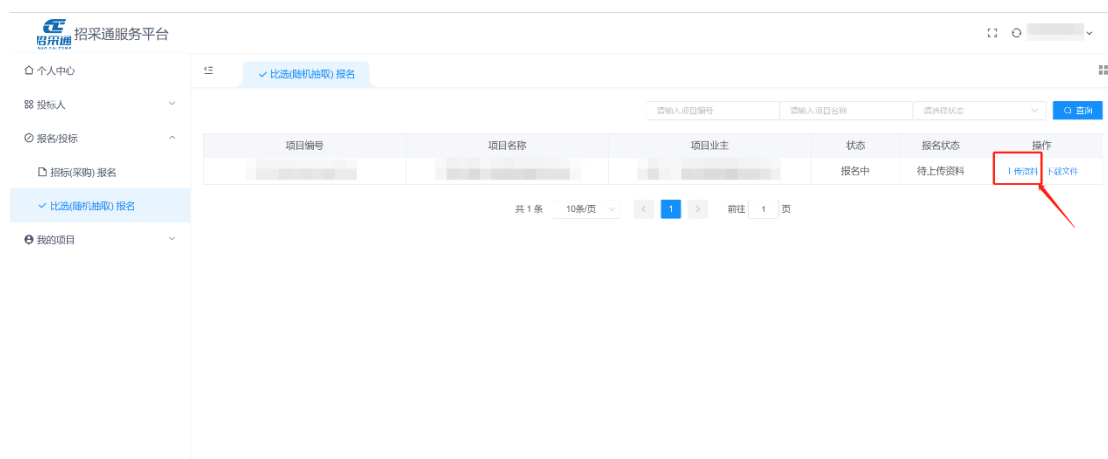 招采通 招采通服务平台
个人中心
比选(随机抽取) 报名
投标人
请输入项目编号 请输入项目名称 请选择状态 查询
报名/投标
项目编号 项目名称 项目业主 状态 报名状态 操作
招标(采购) 报名
报名中 待上传资料 传资料 下载文件
比选(随机抽取) 报名
共 1 条 10条/页 1 前往 1 页
我的项目